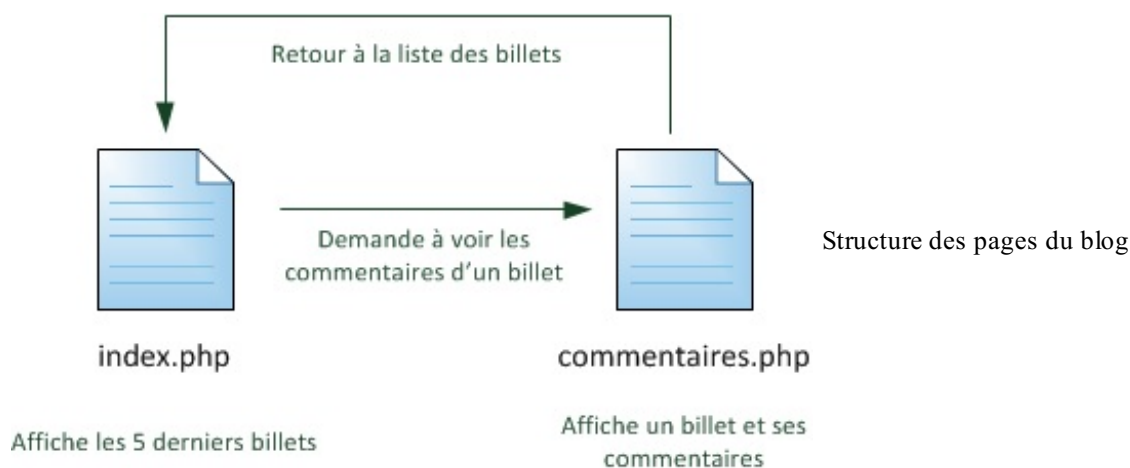 Retour à la liste des billets
Demande à voir les
commentaires d'un billet
Structure des pages du blog
index.php
commentaires.php
Affiche les 5 derniers billets
Affiche un billet et ses
commentaires